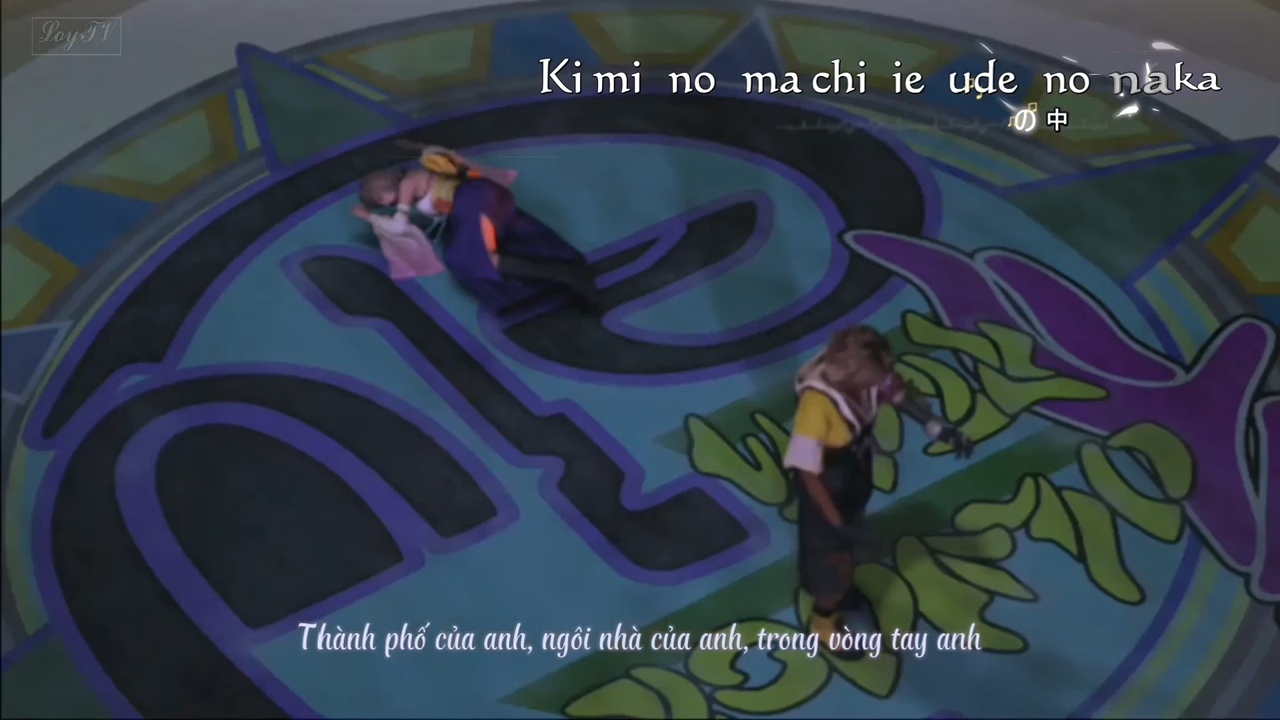 LoyTV
Ki mi no ma chi ie ude no naka
の 中
Thành phố của anh, ngôi nhà của anh, trong vòng tay anh